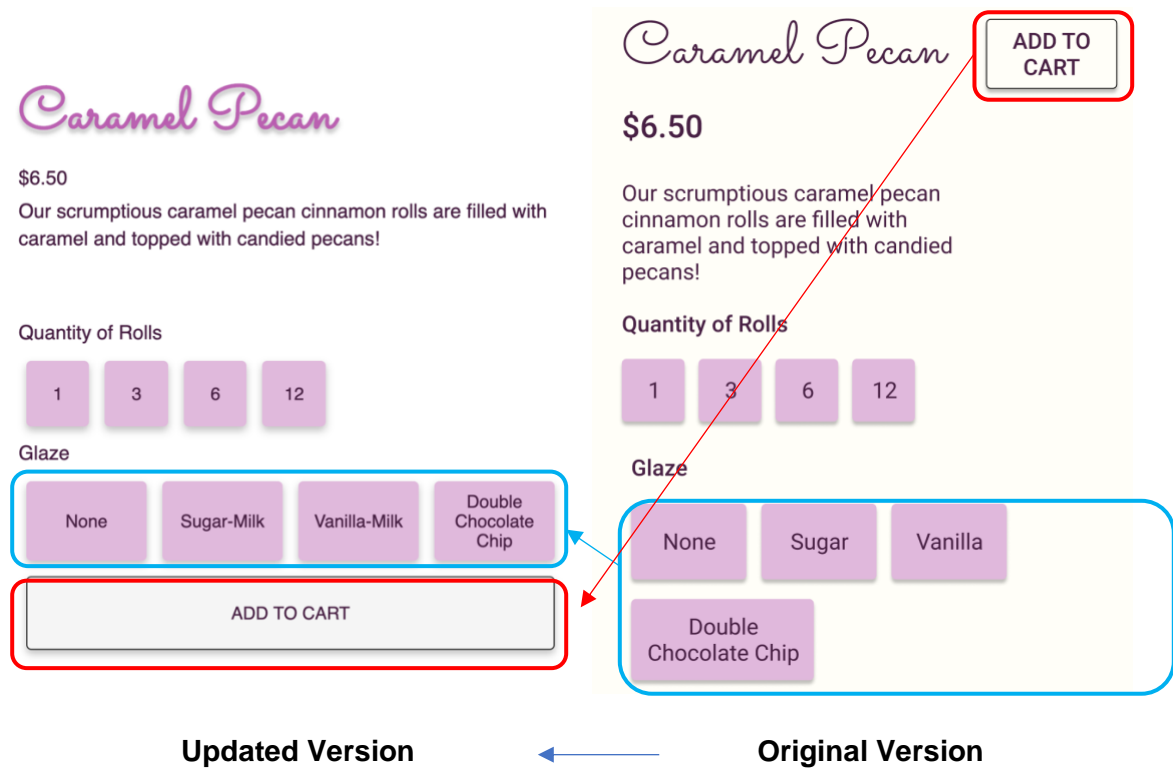 Caramel Pecan
$6.50
Our scrumptious caramel pecan cinnamon rolls are filled with
caramel and topped with candied pecans!
Quantity of Rolls
1 3 6 12
Glaze
None Sugar-Milk Vanilla-Milk Double
Chocolate
Chip
ADD TO CART
Updated Version
Caramel Pecan
ADD TO
CART
$6.50
Our scrumptious caramel pecan
cinnamon rolls are filled with
caramel and topped with candied
pecans!
Quantity of Rolls
1 3 6 12
Glaze
None Sugar Vanilla
Double
Chocolate Chip
Original Version